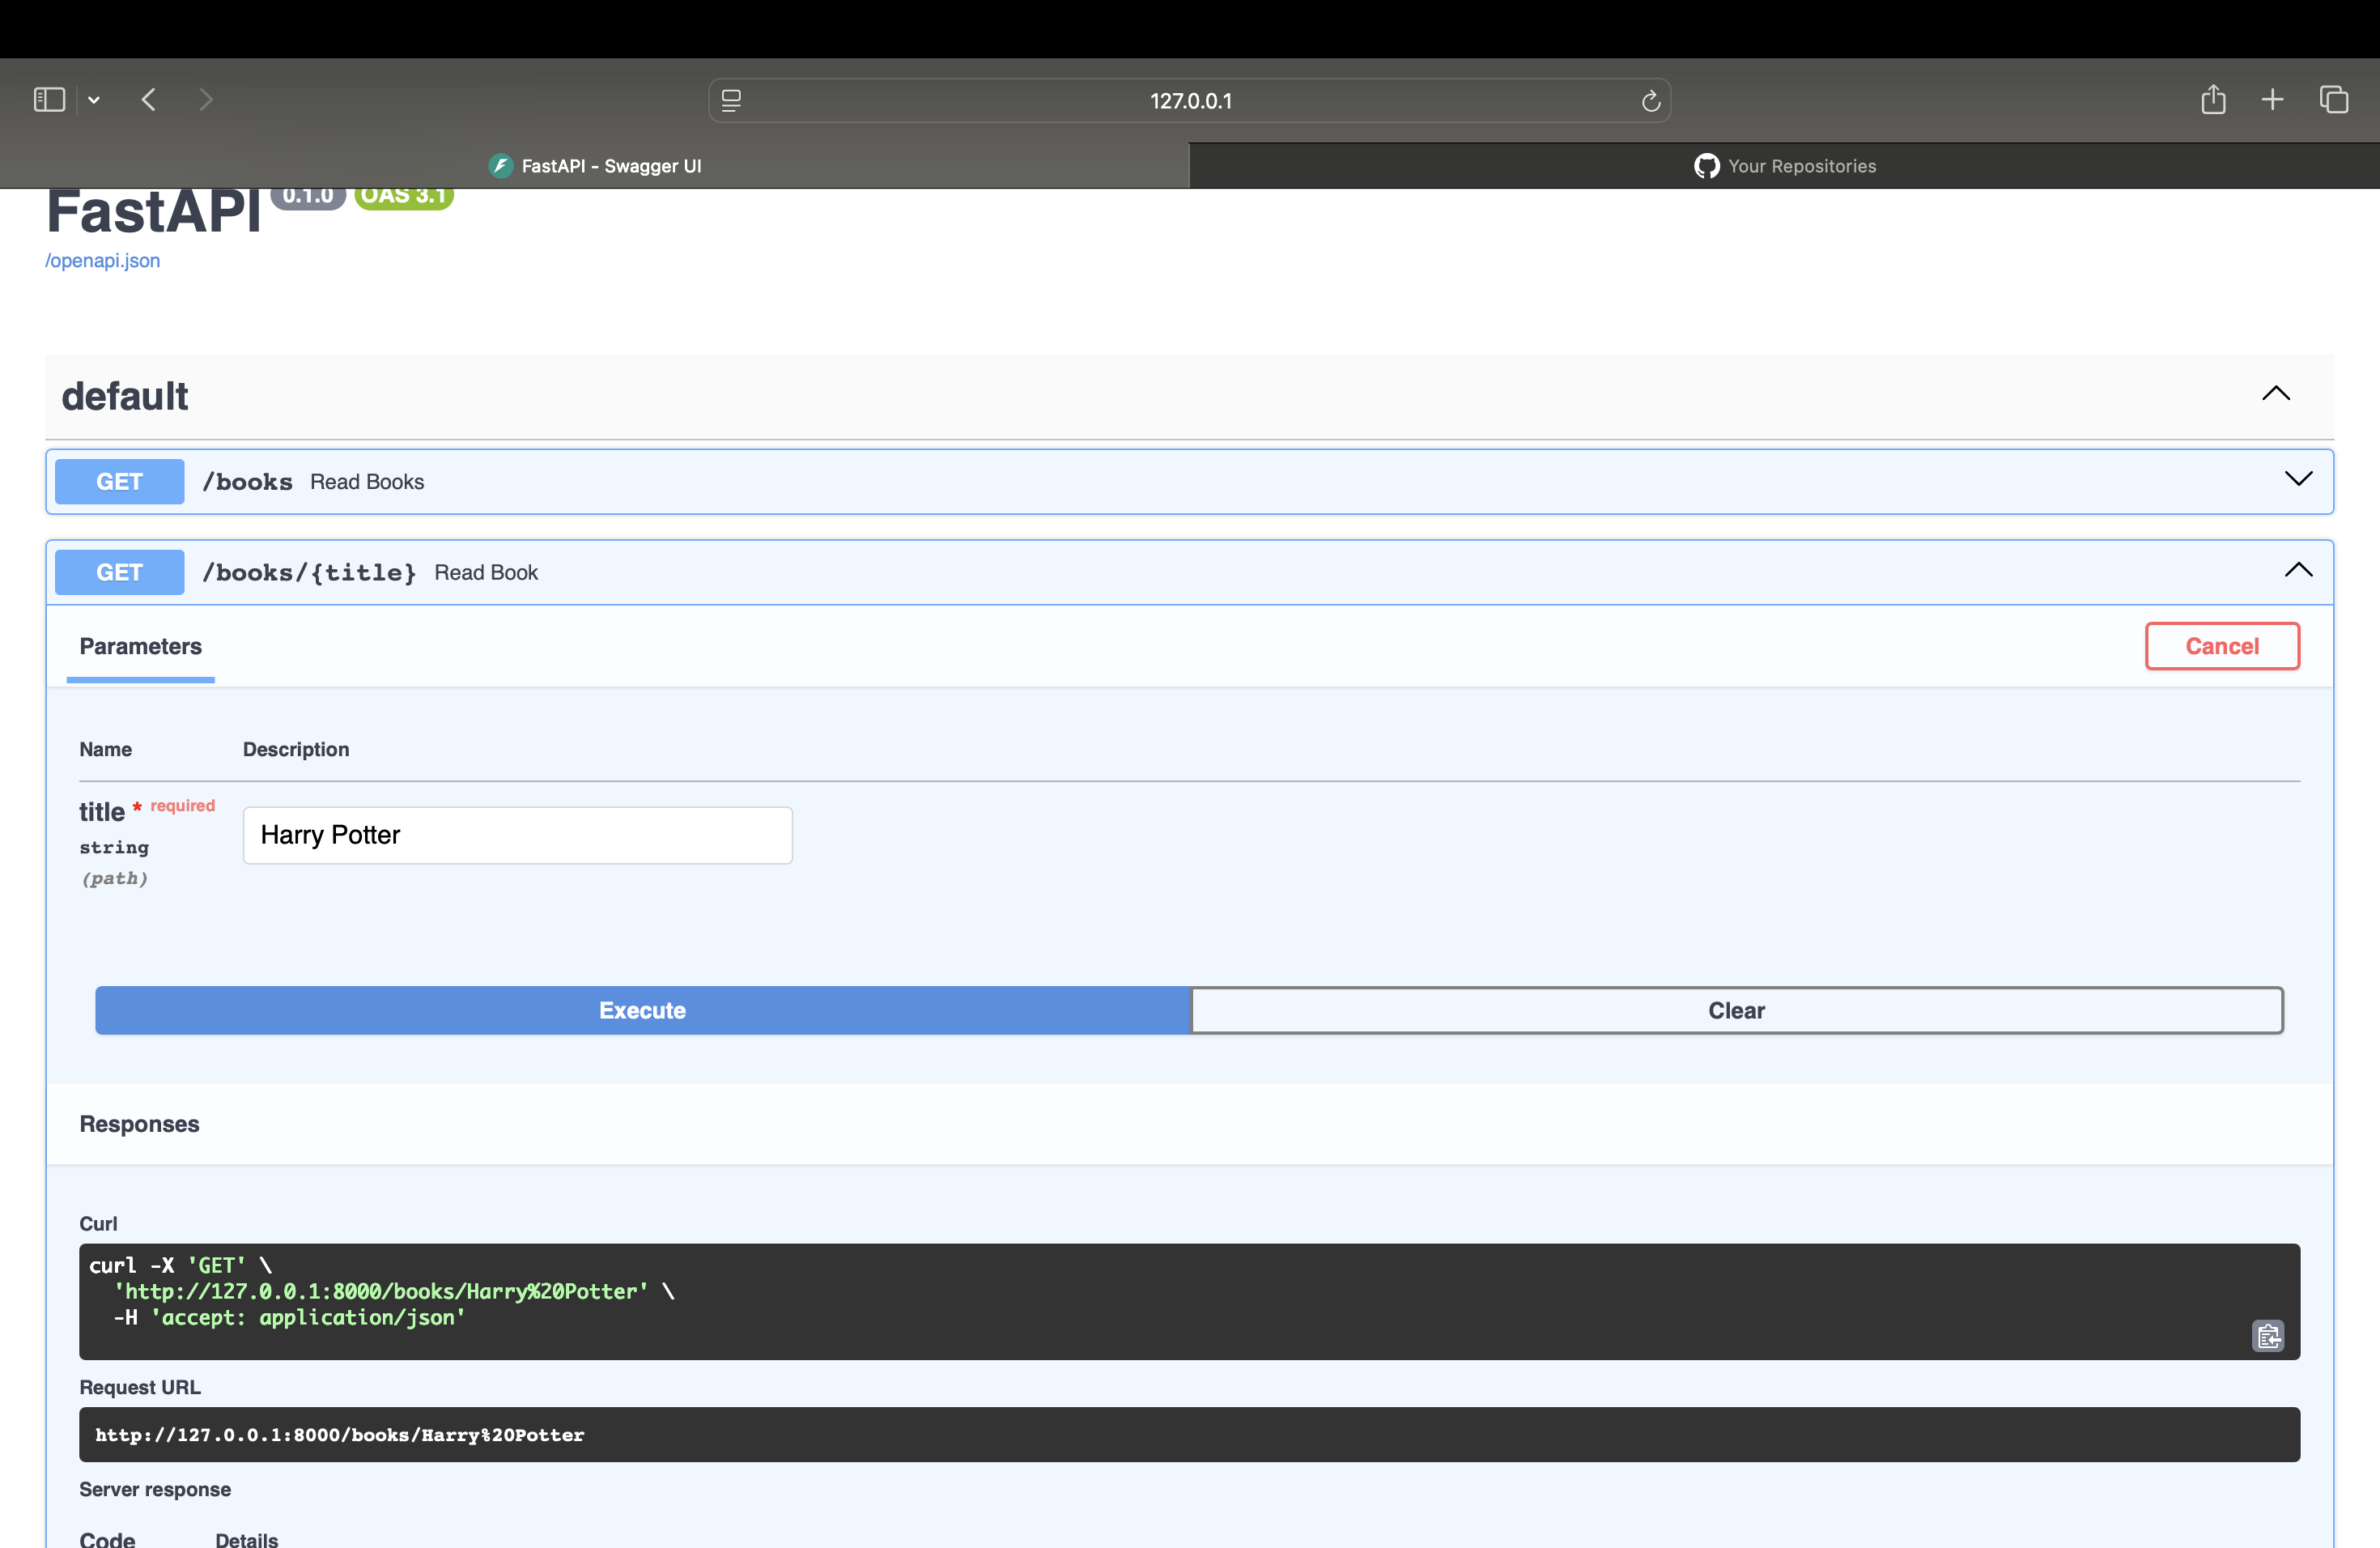 127.0.0.1
FastAPI - Swagger UI
Your Repositories
FastAPI 0.1.0 OAS 3.1
/openapi.json
default
GET /books Read Books
GET /books/{title} Read Book
Parameters
Cancel
Name Description
title * required
string
(path)
Harry Potter
Execute
Clear
Responses
Curl
curl -X 'GET' \
'http://127.0.0.1:8000/books/Harry%20Potter' \
-H 'accept: application/json'
Request URL
http://127.0.0.1:8000/books/Harry%20Potter
Server response
Code Details